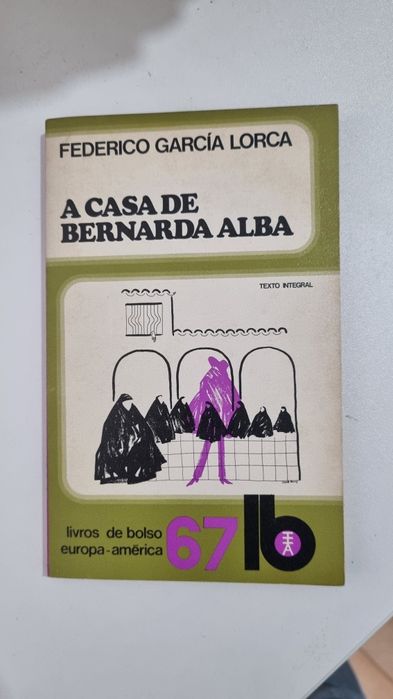 FEDERICO GARCÍA LORCA
A CASA DE
BERNARDA ALBA
TEXTO INTEGRAL
livros de bolso
europa-américa
67
lb